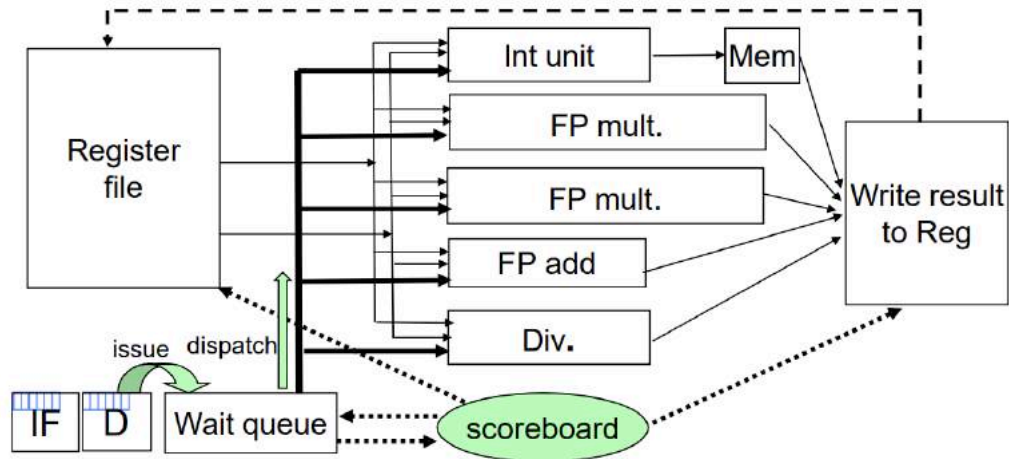 Register
file
Int unit
Mem
FP mult.
FP mult.
FP add
Div.
Write result
to Reg
issue
dispatch
IF
D
Wait queue
scoreboard